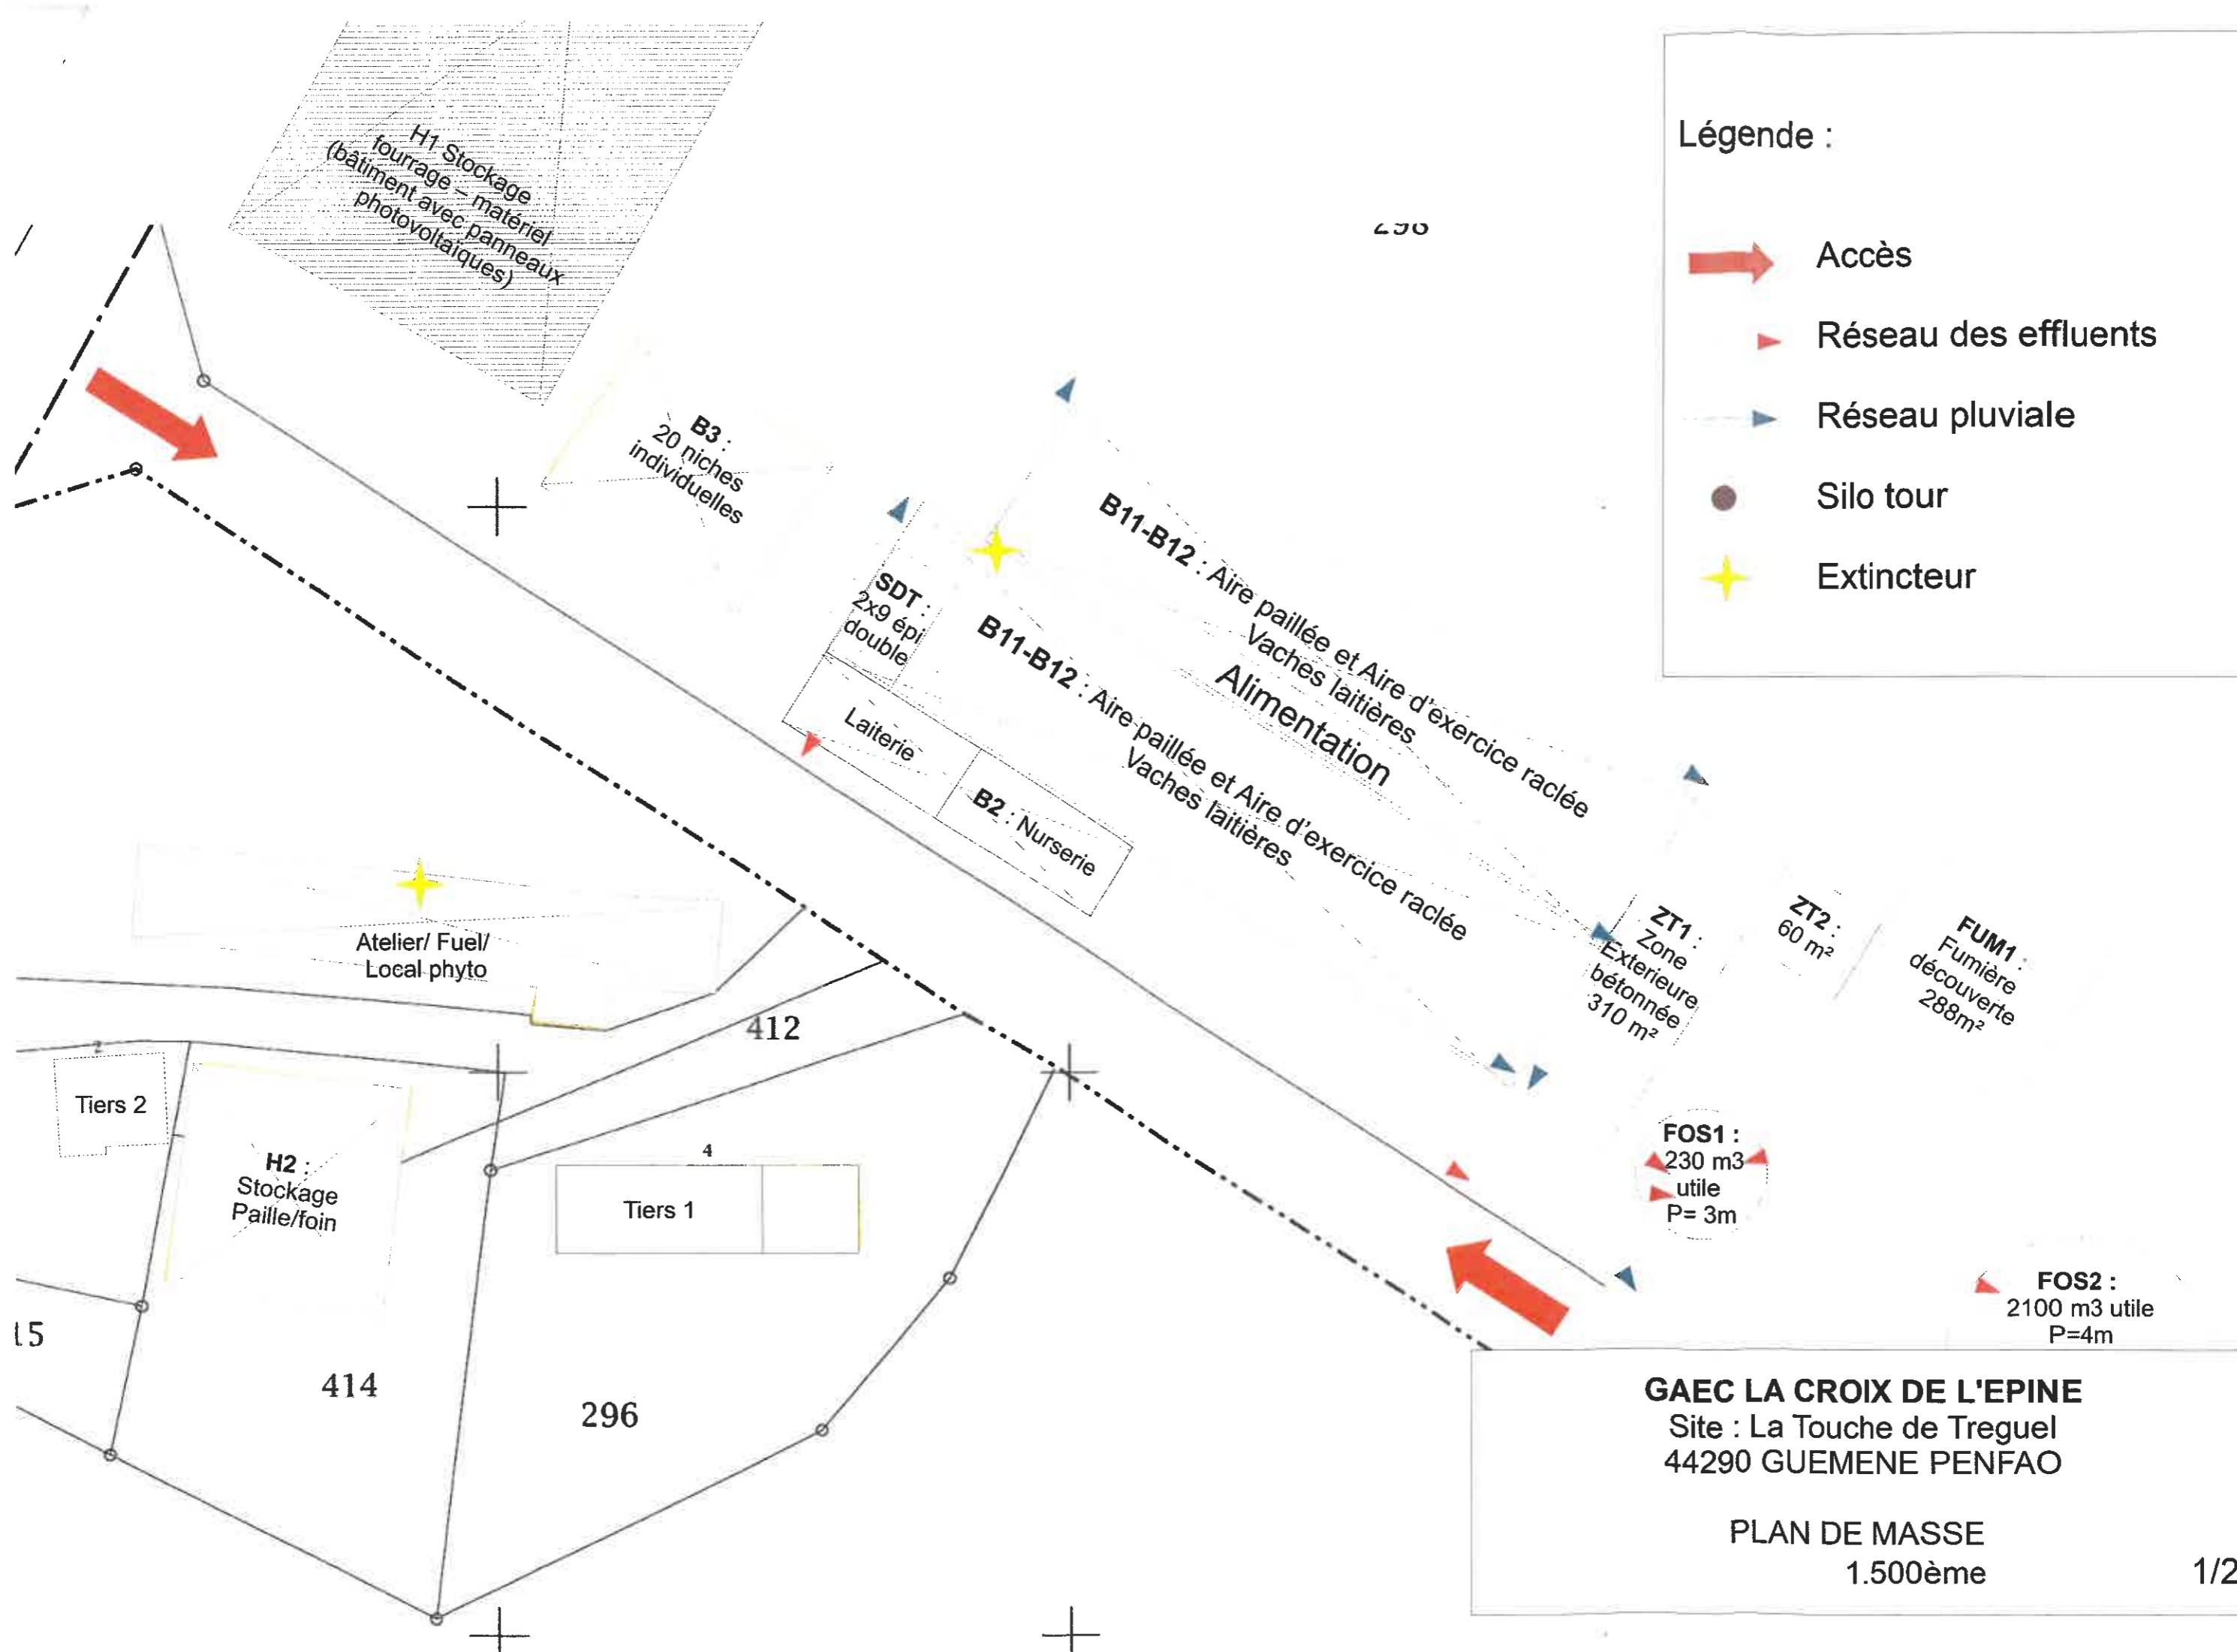 H1 Stockage
fourrage – matériel
(bâtiment avec panneaux
photovoltaiques)
Légende :
Accès
Réseau des effluents
Réseau pluviale
Silo tour
Extincteur
B3 :
20 niches
individuelles
SDT :
2x9 épi
double
Laiterie
B2 : Nurserie
B11-B12 : Aire paillée et Aire d'exercice raclée
Vaches laitières
Alimentation
B11-B12 : Aire paillée et Aire d'exercice raclée
Vaches laitières
ZT1 :
Zone
Exterieure
bétonnée
310 m²
ZT2 :
60 m²
FUM1 :
Fumière
découverte
288m²
Atelier/ Fuel/
Local phyto
412
Tiers 2
H2 :
Stockage
Paille/foin
4
Tiers 1
FOS1 :
230 m3
utile
P= 3m
FOS2 :
2100 m3 utile
P=4m
15
414
296
GAEC LA CROIX DE L'EPINE
Site : La Touche de Treguel
44290 GUEMENE PENFAO
PLAN DE MASSE
1.500ème
1/2